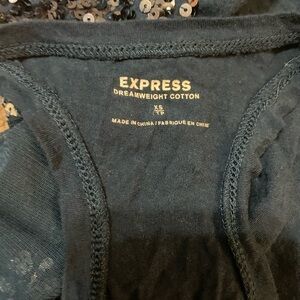 EXPRESS
DREAMWEIGHT COTTON
XS
TP
MADE IN CHINA / FABRIQUE EN CHINE